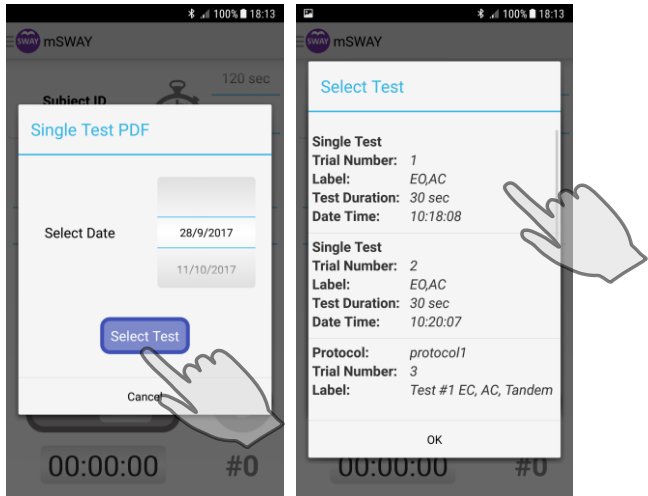 100% 18:13
SWAY mSWAY
120 sec
Subject ID
Single Test PDF
Select Date
28/9/2017
11/10/2017
Select Test
Cancel
00:00:00 #0
100% 18:13
SWAY mSWAY
Select Test
Single Test
Trial Number: 1
Label: EO,AC
Test Duration: 30 sec
Date Time: 10:18:08
Single Test
Trial Number: 2
Label: EO,AC
Test Duration: 30 sec
Date Time: 10:20:07
Protocol: protocol1
Trial Number: 3
Label: Test #1 EC, AC, Tandem
OK
00:00:00 #0